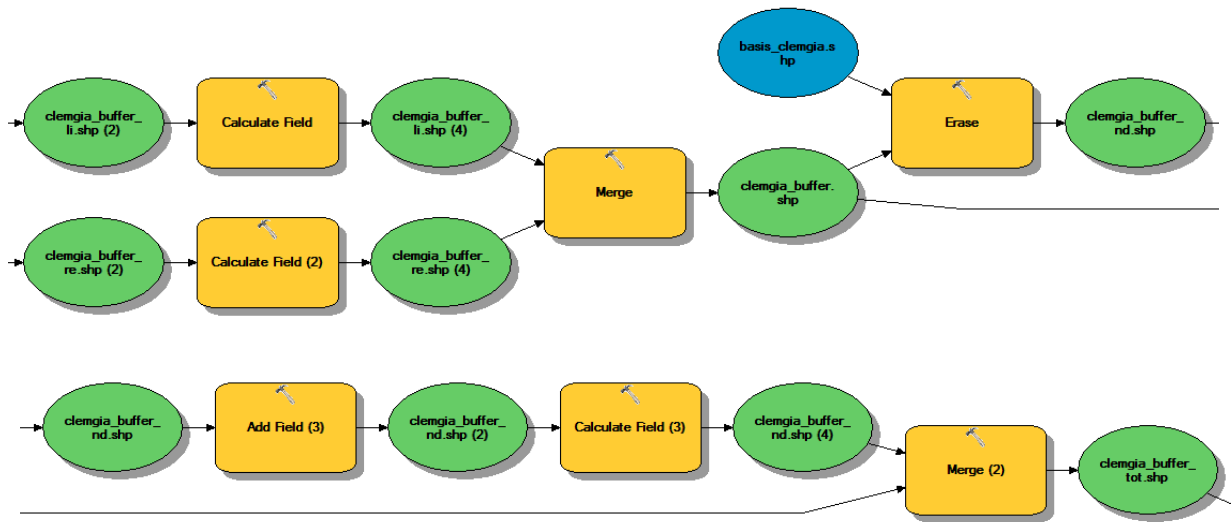 basis_clemgia.s
hp
clemgia_buffer_
li.shp (2)
Calculate Field
clemgia_buffer_
li.shp (4)
Erase
clemgia_buffer_
nd.shp
Merge
clemgia_buffer.
shp
clemgia_buffer_
re.shp (2)
Calculate Field (2)
clemgia_buffer_
re.shp (4)
clemgia_buffer_
nd.shp
Add Field (3)
clemgia_buffer_
nd.shp (2)
Calculate Field (3)
clemgia_buffer_
nd.shp (4)
Merge (2)
clemgia_buffer_
tot.shp